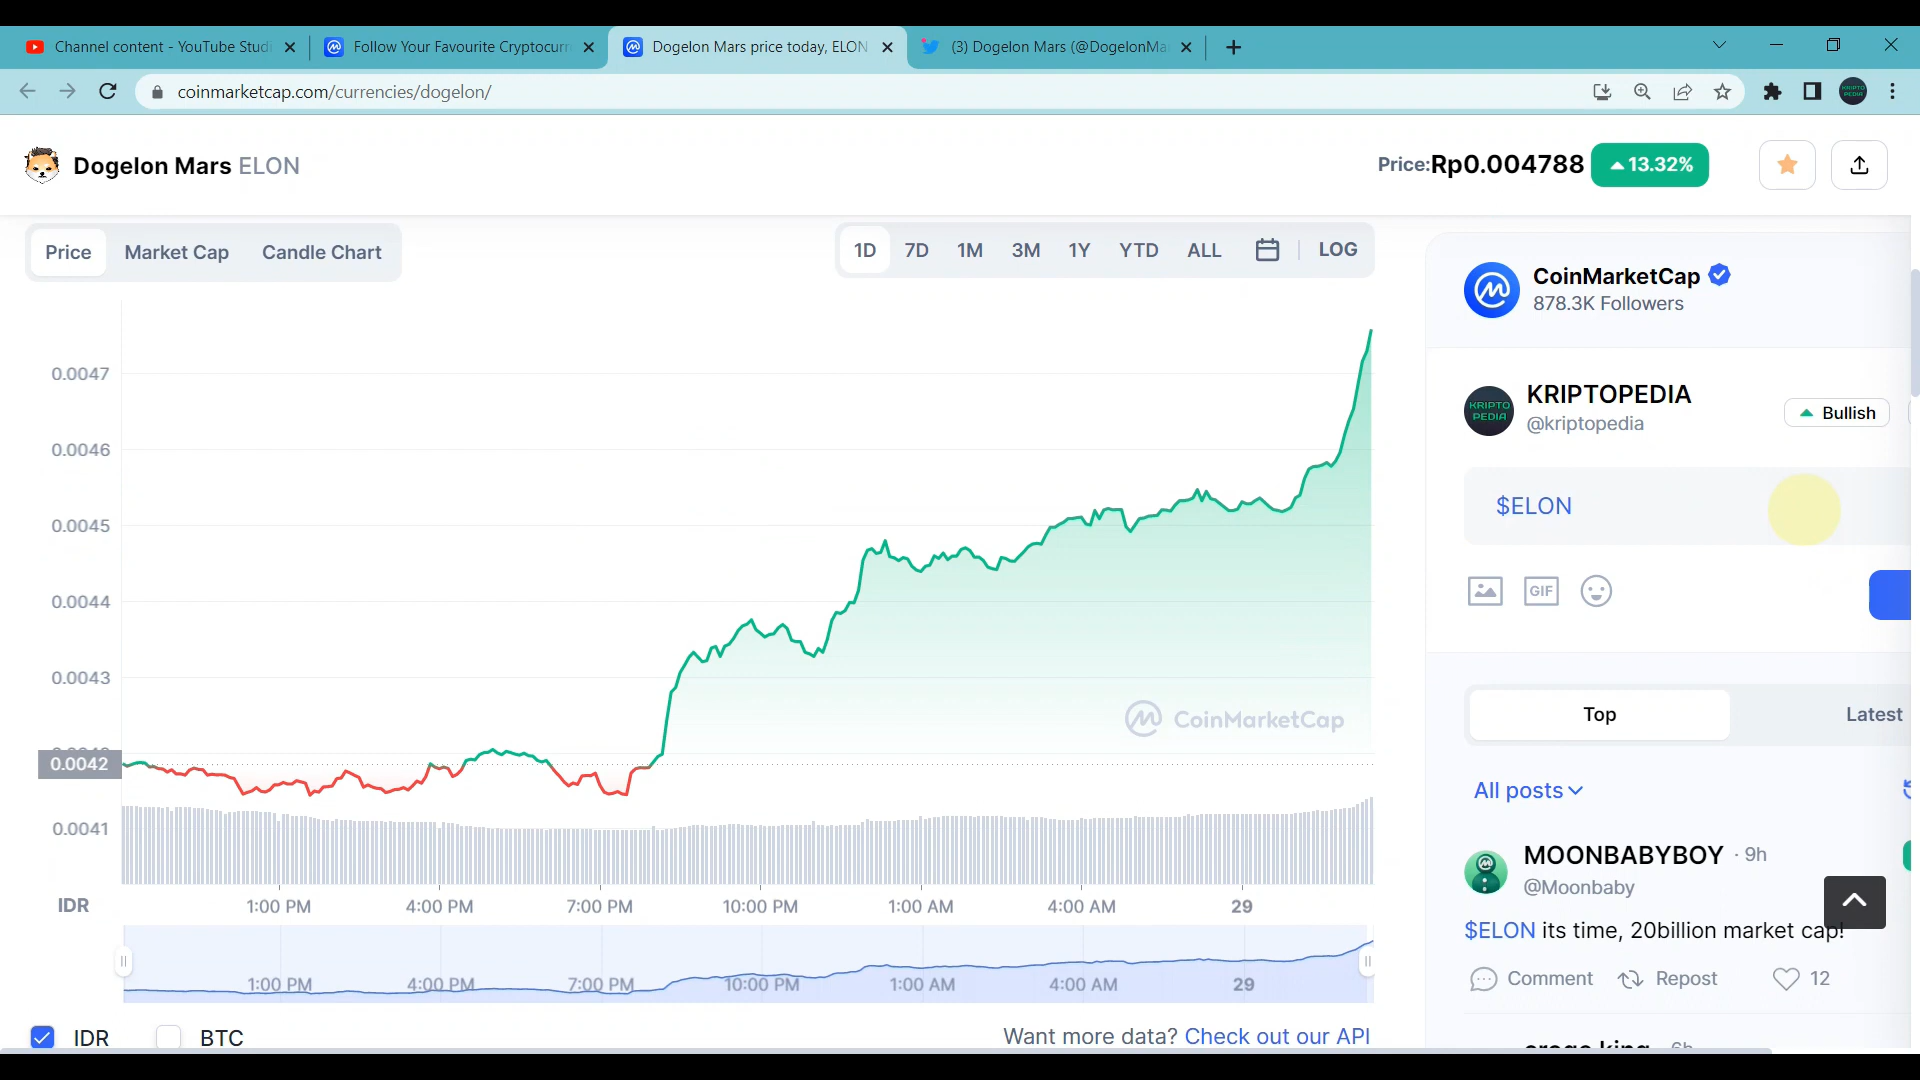 Channel content - YouTube Studi
Follow Your Favourite Cryptocurr
Dogelon Mars price today, ELON
(3) Dogelon Mars (@DogelonMa
coinmarketcap.com/currencies/dogelon/
KRIPTO
PEDIA
Dogelon Mars ELON
Price:Rp0.004788
13.32%
Price
Market Cap
Candle Chart
1D
7D
1M
3M
1Y
YTD
ALL
LOG
0.0047
0.0046
0.0045
0.0044
0.0043
0.0042
0.0041
CoinMarketCap
IDR
1:00 PM
4:00 PM
7:00 PM
10:00 PM
1:00 AM
4:00 AM
29
1:00 PM
4:00 PM
7:00 PM
10:00 PM
1:00 AM
4:00 AM
29
IDR
BTC
Want more data? Check out our API
CoinMarketCap
878.3K Followers
KRIPTO
PEDIA
KRIPTOPEDIA
@kriptopedia
Bullish
$ELON
GIF
Top
Latest
All posts
MOONBABYBOY · 9h
@Moonbaby
$ELON its time, 20billion market cap!
Comment
Repost
12